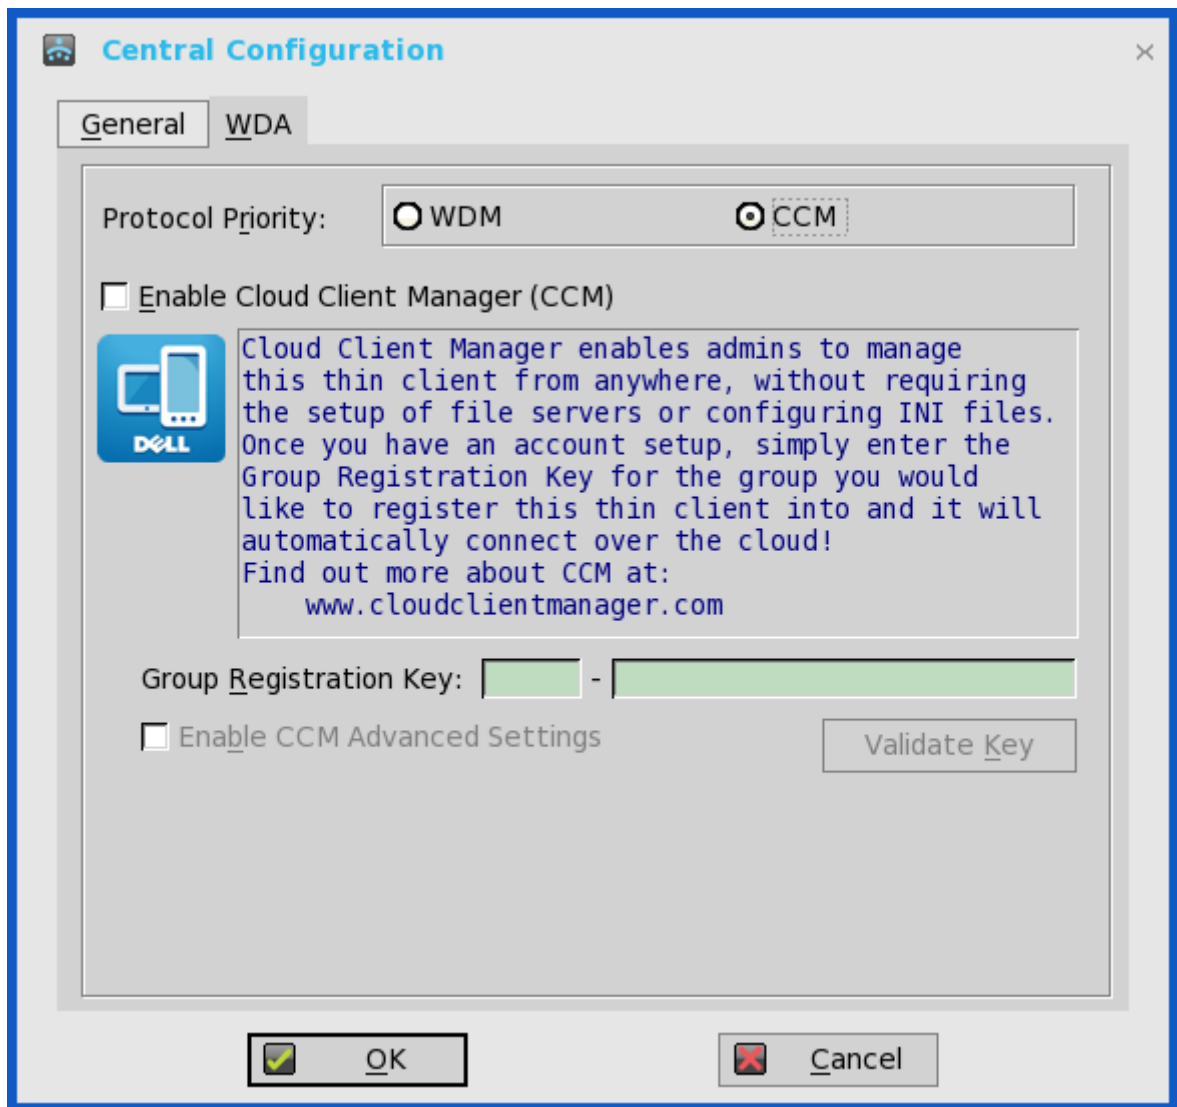 Central Configuration
General WDA
Protocol Priority: WDM CCM
Enable Cloud Client Manager (CCM)
DELL
Cloud Client Manager enables admins to manage
this thin client from anywhere, without requiring
the setup of file servers or configuring INI files.
Once you have an account setup, simply enter the
Group Registration Key for the group you would
like to register this thin client into and it will
automatically connect over the cloud!
Find out more about CCM at:
www.cloudclientmanager.com
Group Registration Key: -
Enable CCM Advanced Settings Validate Key
OK Cancel